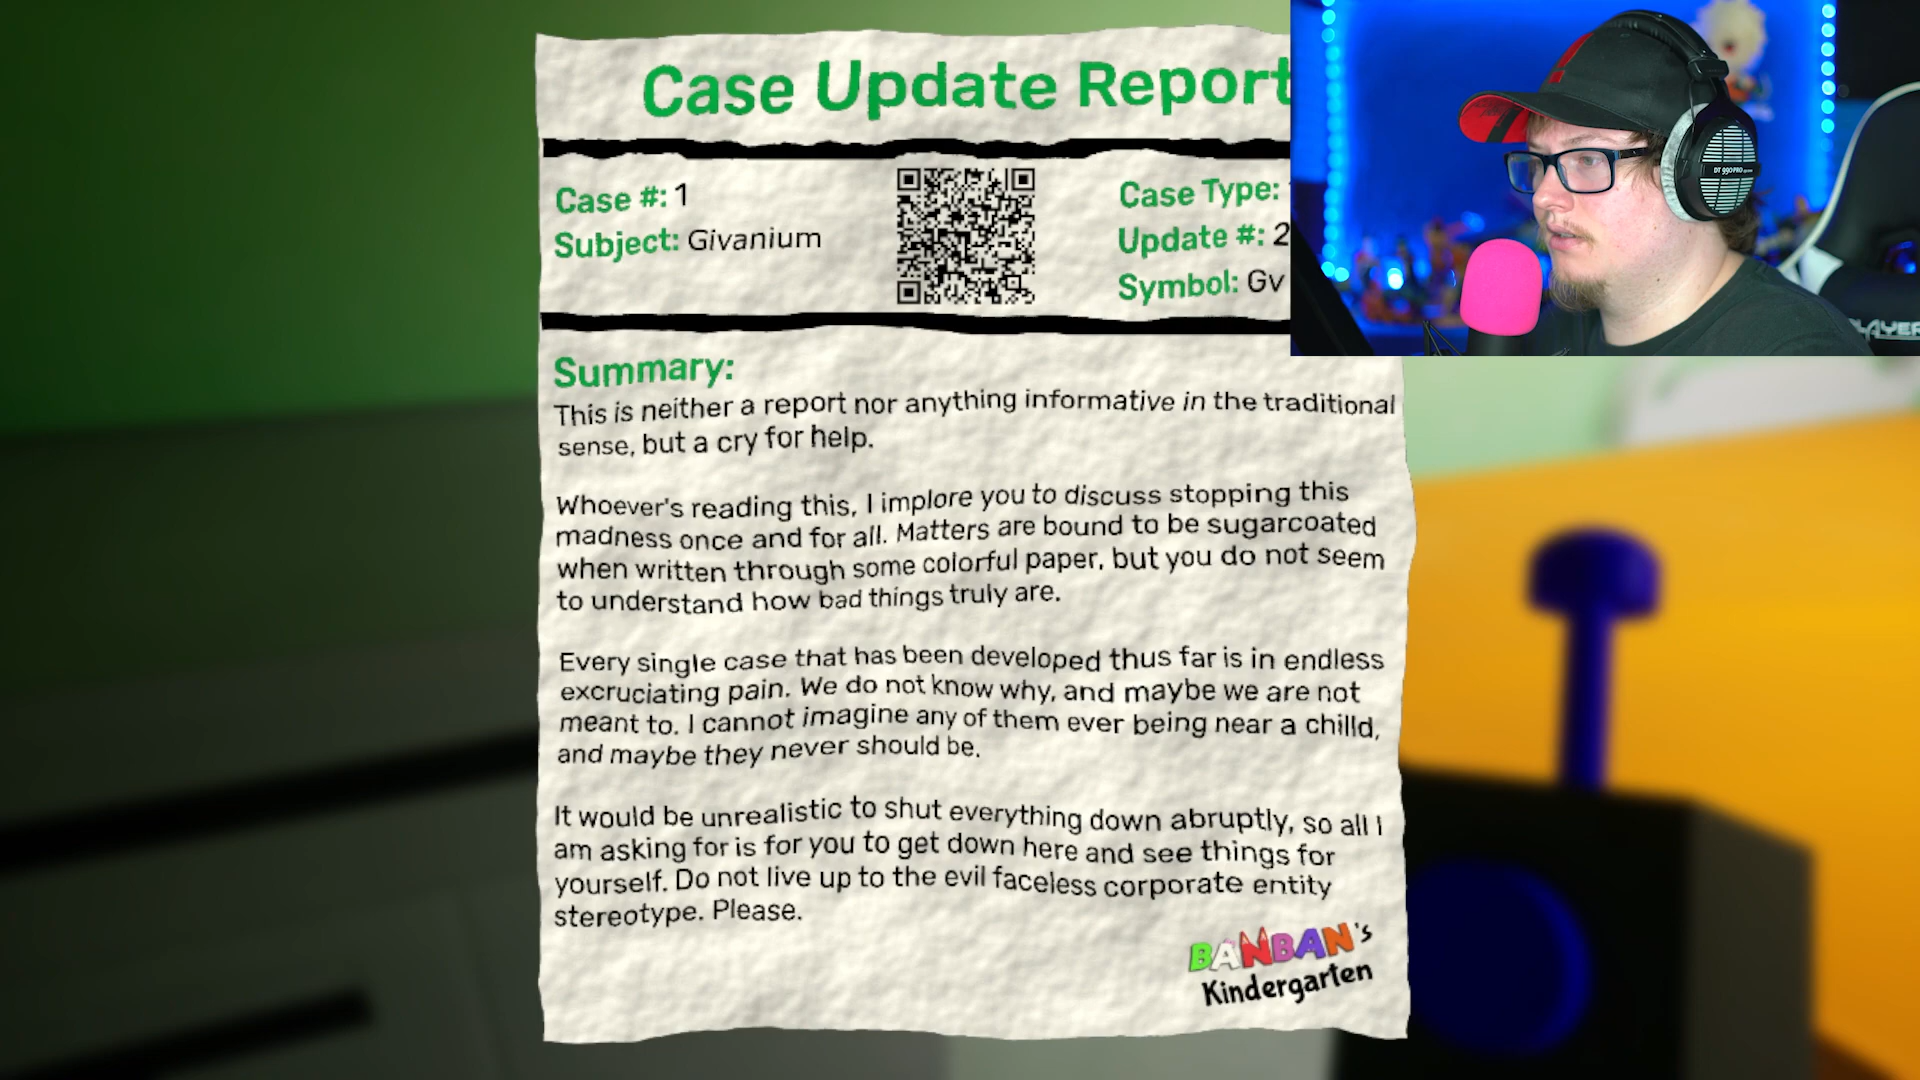 Case Update Report
Case #: 1
Subject: Givanium
Case Type:
Update #: 2
Symbol: Gv
Summary:
This is neither a report nor anything informative in the traditional
sense, but a cry for help.
Whoever's reading this, I implore you to discuss stopping this
madness once and for all. Matters are bound to be sugarcoated
when written through some colorful paper, but you do not seem
to understand how bad things truly are.
Every single case that has been developed thus far is in endless
excruciating pain. We do not know why, and maybe we are not
meant to. I cannot imagine any of them ever being near a chilld,
and maybe they never should be.
It would be unrealistic to shut everything down abruptly, so all I
am asking for is for you to get down here and see things for
yourself. Do not live up to the evil faceless corporate entity
stereotype. Please.
BANBAN's
Kindergarten
DT 990 PRO